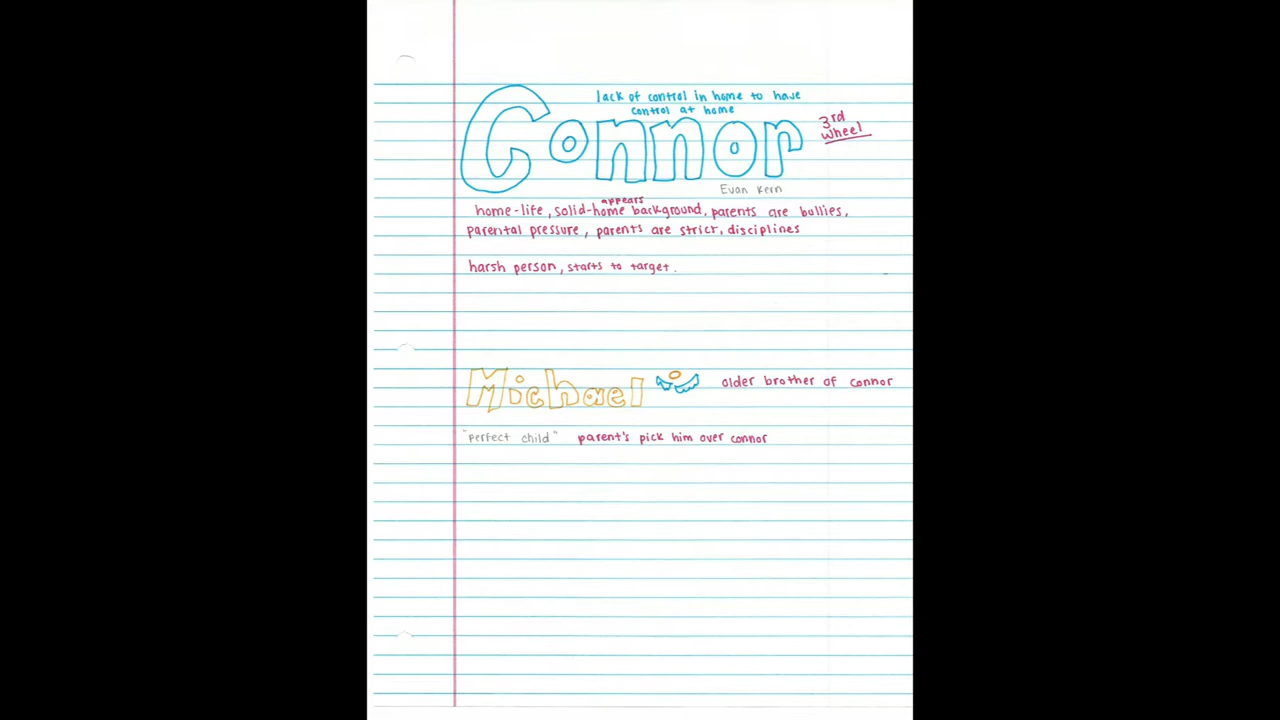 lack of control in home to have
control at home
Connor
3rd
wheel
Evan Kern
appears
home-life, solid-home background, parents are bullies,
parental pressure, parents are strict, disciplines
harsh person, starts to target.
Michael
older brother of connor
"perfect child" parent's pick him over connor